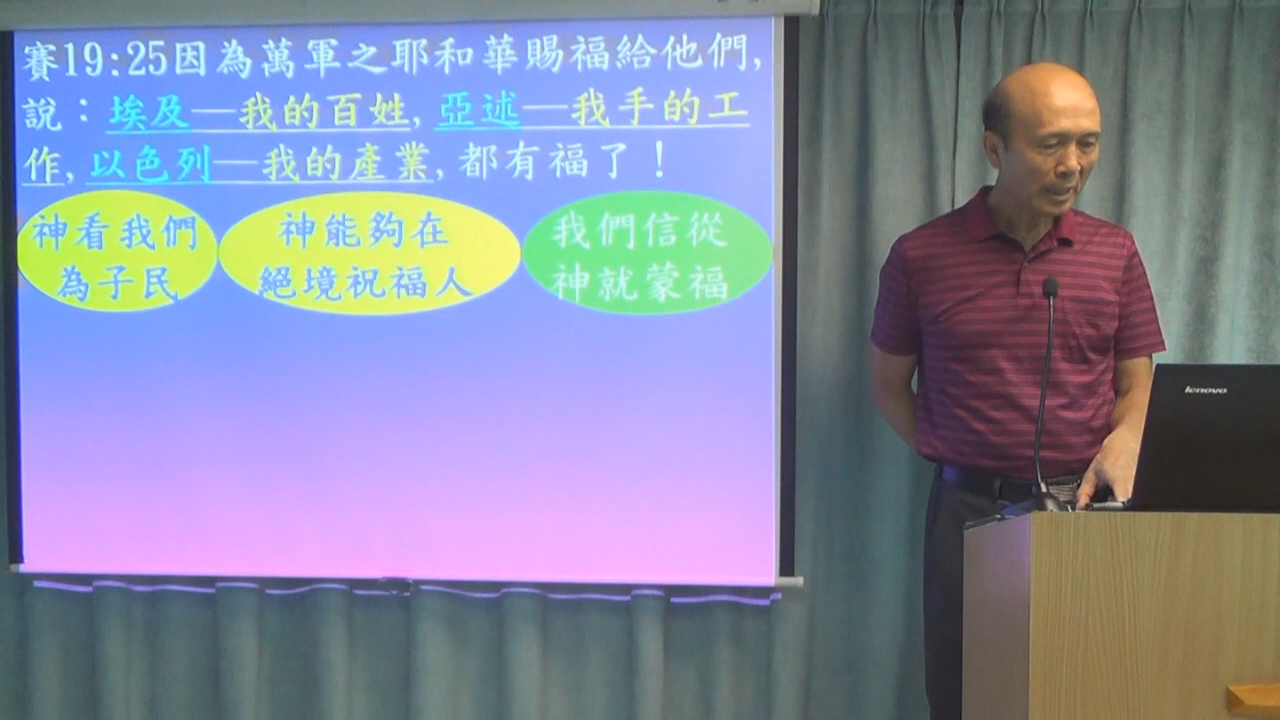 賽19:25因為萬軍之耶和華賜福給他們,
說：埃及—我的百姓, 亞述—我手的工
作, 以色列—我的產業, 都有福了！
神看我們
為子民
神能夠在
絕境祝福人
我們信從
神就蒙福
lenovo